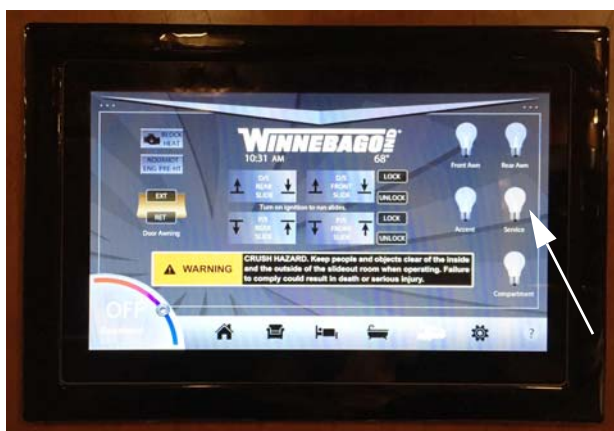 BLOCK
HEAT
ENG PRE-HT
WINNEBAGO IND
10:31 AM 68°
Front Awn Rear Awn
D/S
REAR
SLIDE
D/S
FRONT
SLIDE
LOCK
UNLOCK
Turn on ignition to run slides.
EXT
RET
Door Awning
P/S
REAR
SLIDE
P/S
FRONT
SLIDE
LOCK
UNLOCK
Accent Service
WARNING
CRUSH HAZARD. Keep people and objects clear of the inside
and the outside of the slideout room when operating. Failure
to comply could result in death or serious injury.
Compartment
OFF
?